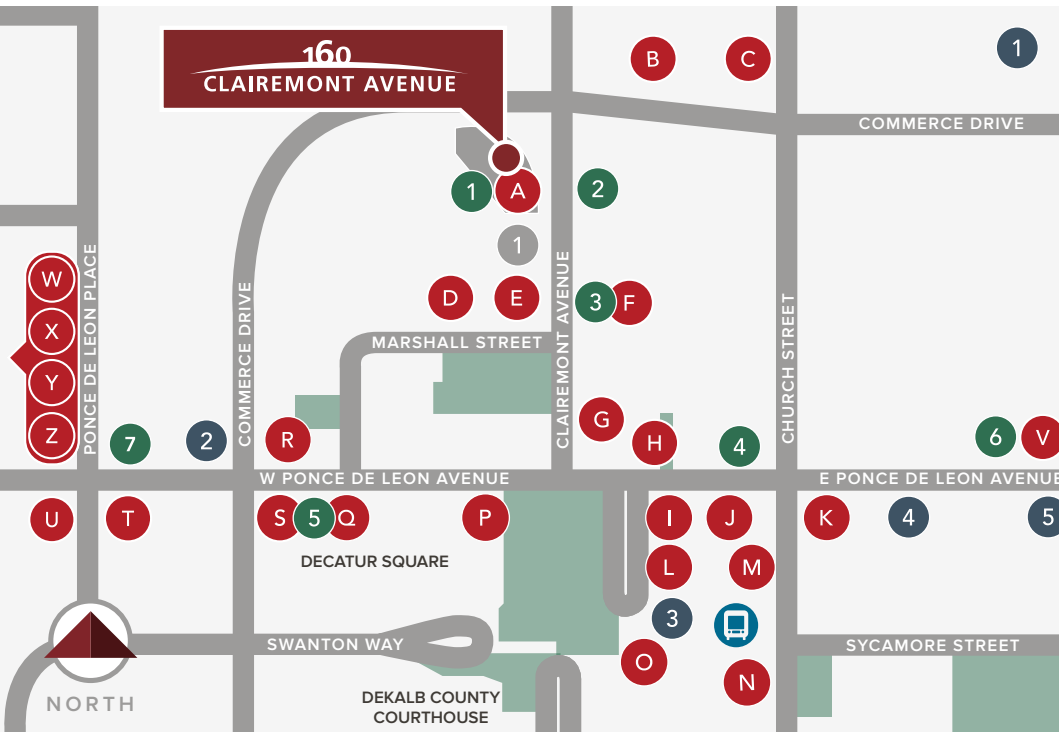 160
CLAIREMONT AVENUE
B
C
1
COMMERCE DRIVE
1
A
2
1
W
X
Y
Z
PONCE DE LEON PLACE
COMMERCE DRIVE
D
E
3
F
MARSHALL STREET
CLAIREMONT AVENUE
CHURCH STREET
7
2
R
G
H
4
6
V
W PONCE DE LEON AVENUE
E PONCE DE LEON AVENUE
U
T
S
5
Q
P
I
J
K
4
5
DECATUR SQUARE
L
M
3
SWANTON WAY
SYCAMORE STREET
O
N
NORTH
DEKALB COUNTY
COURTHOUSE